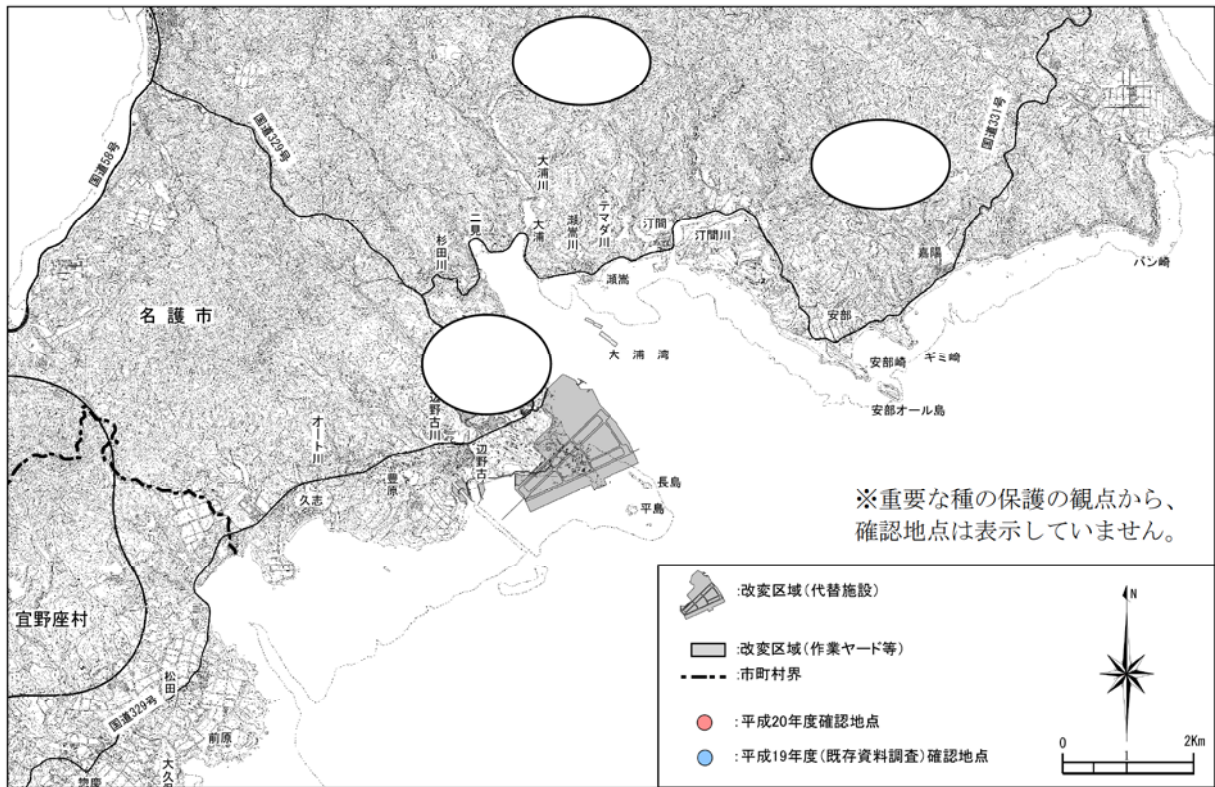 国道58号
国道329号
国道331号
大浦川
大浦
瀬嵩川
テマダ川
汀間
汀間川
二見
杉田川
瀬嵩
嘉陽
バン崎
名護市
大浦湾
安部
安部崎
ギミ崎
安部オール島
辺野古川
辺野古
オート川
豊原
久志
長島
平島
※重要な種の保護の観点から、
確認地点は表示していません。
宜野座村
松田
国道329号
前原
惣慶
:改変区域(代替施設)
:改変区域(作業ヤード等)
:市町村界
:平成20年度確認地点
:平成19年度(既存資料調査)確認地点
N
0 2Km